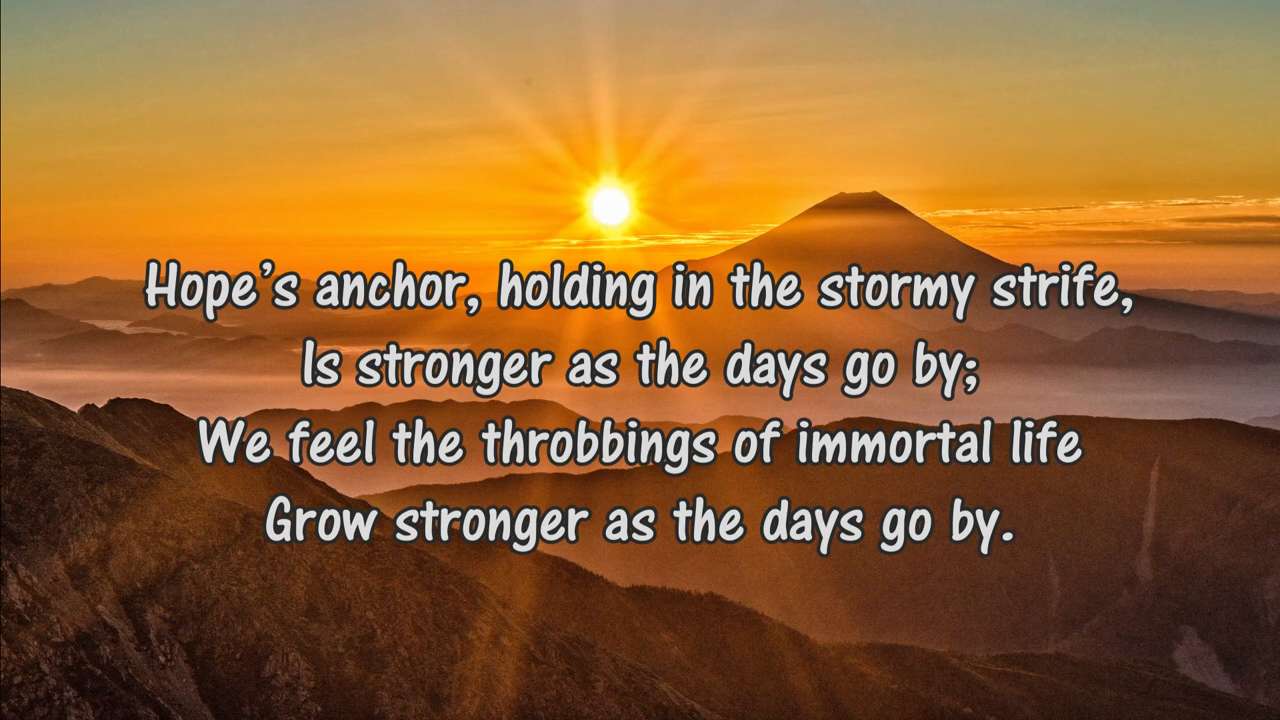 Hope’s anchor, holding in the stormy strife,
Is stronger as the days go by;
We feel the throbbings of immortal life
Grow stronger as the days go by.